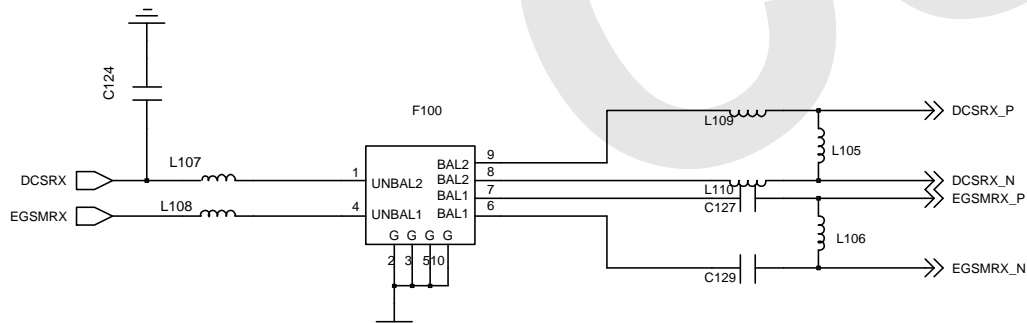 C124
F100
L109
DCSRX_P
L105
L107
9
BAL2
1
8
DCSRX
UNBAL2
BAL2
DCSRX_N
L110
7
BAL1
EGSMRX_P
C127
L108
4
6
EGSMRX
UNBAL1
BAL1
L106
G G G G
2 3 5 10
C129
EGSMRX_N